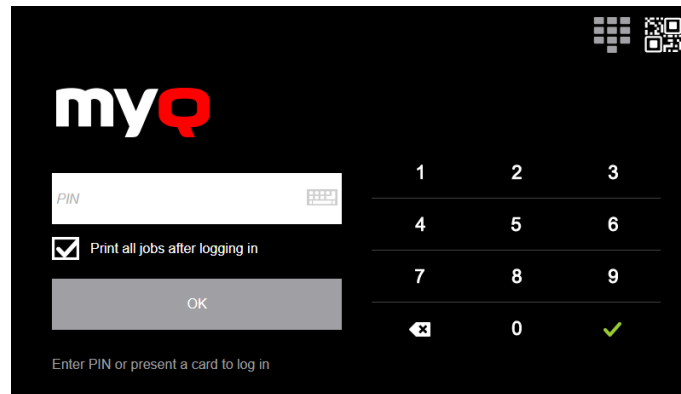 myQ
PIN
Print all jobs after logging in
OK
Enter PIN or present a card to log in
1 2 3
4 5 6
7 8 9
0